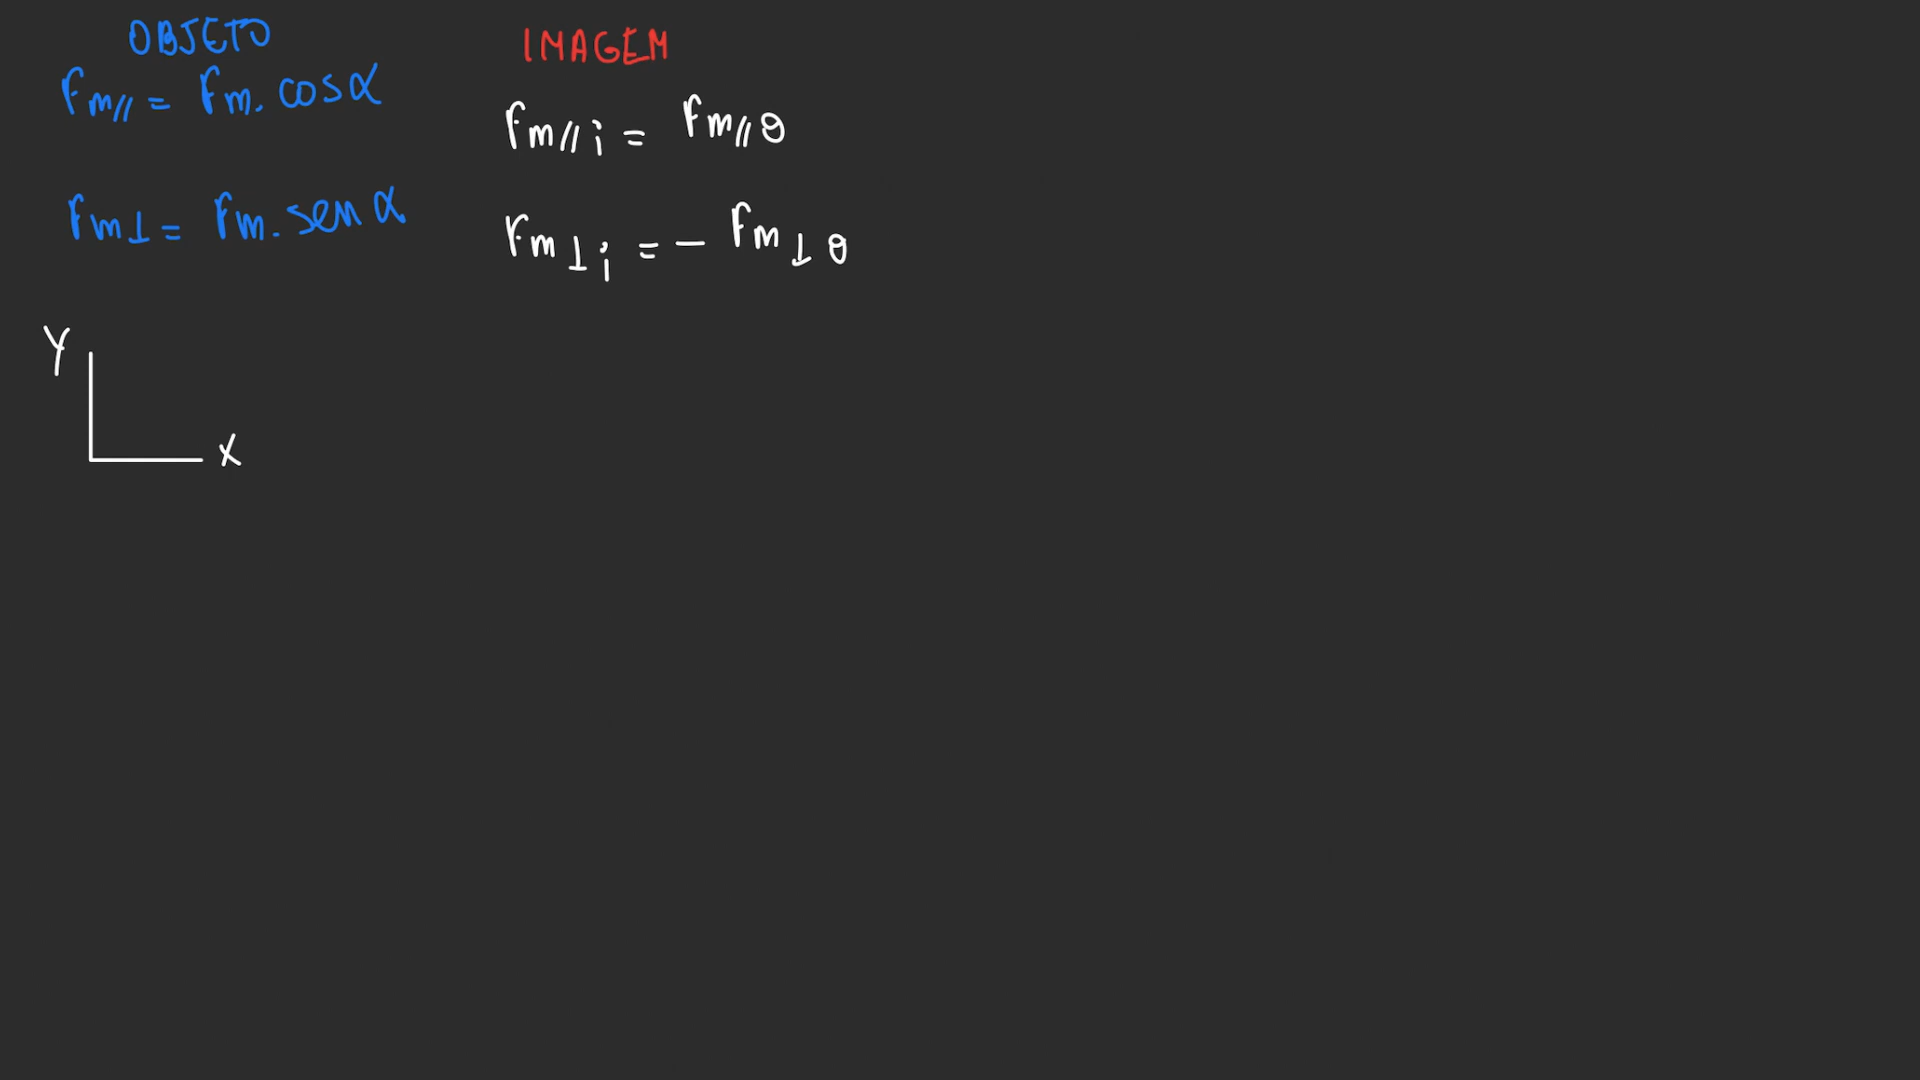 OBJETO
Fm// = Fm. cosα
Fm⊥ = Fm. sen α
IMAGEM
Fm// i = Fm// o
Fm⊥ i = - Fm⊥ o
Y
X